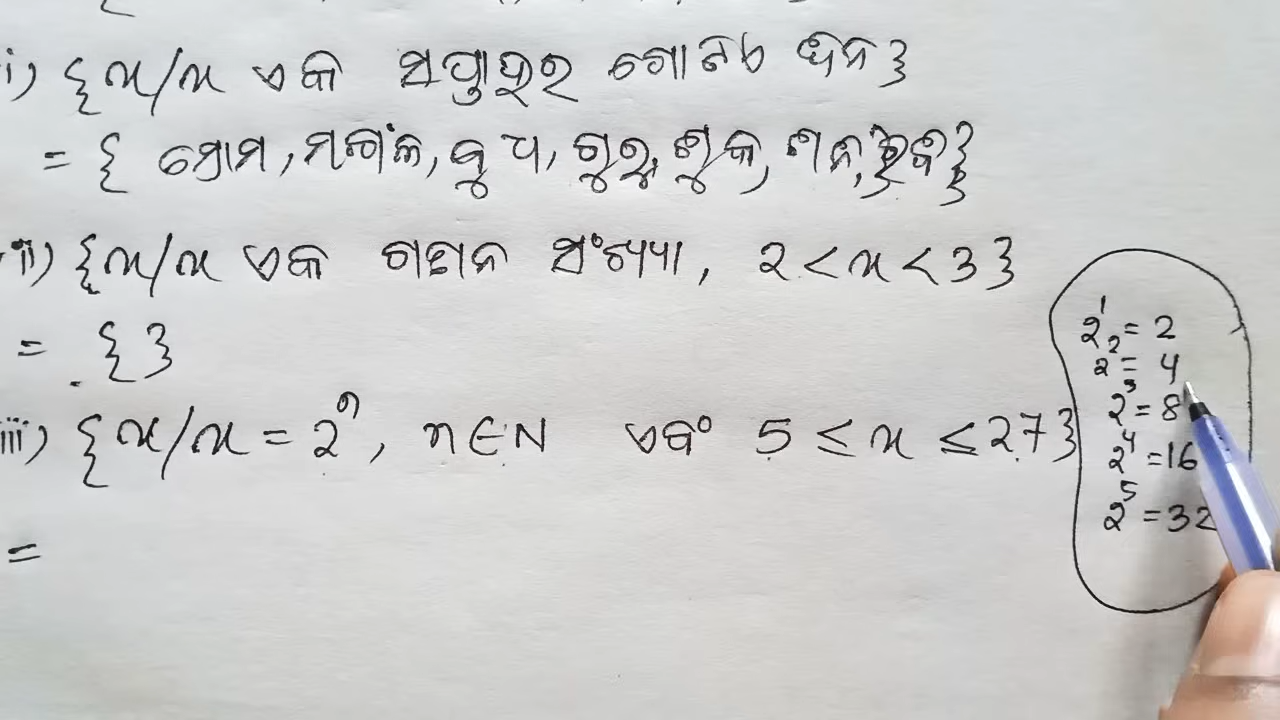 i) {x/x ଏକ ସପ୍ତାହର ଗୋଟଏ ଦିନ}
= { ସୋମ, ମଙ୍ଗଳ, ବୁଧ, ଗୁରୁ, ଶୁକ୍ର, ଶନି, ରବି}
ii) {x/x ଏକ ଗଣନ ସଂଖ୍ୟା, 2 < x < 3}
= { }
iii) {x/x = 2ⁿ, n∈N ଏବଂ 5 ≤ x ≤ 27}
=
2¹ = 2
2² = 4
2³ = 8
2⁴ = 16
2⁵ = 32